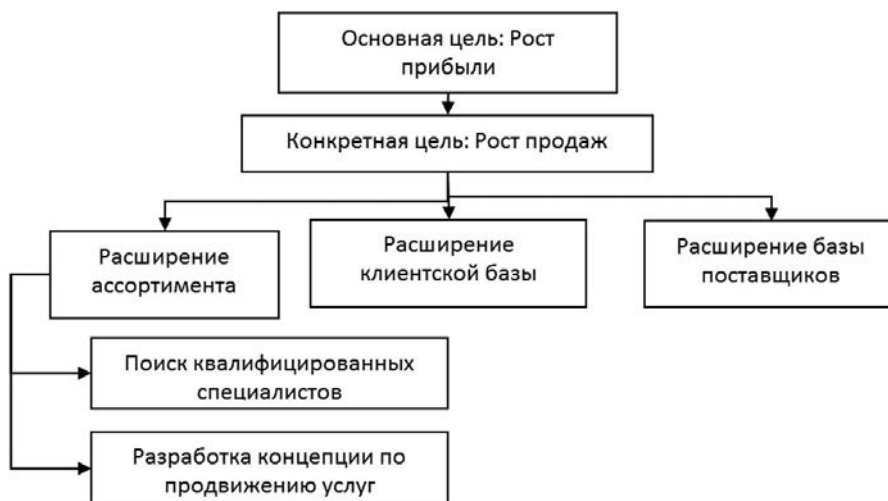 Основная цель: Рост
прибыли
Конкретная цель: Рост продаж
Расширение
ассортимента
Расширение
клиентской базы
Расширение базы
поставщиков
Поиск квалифицированных
специалистов
Разработка концепции по
продвижению услуг